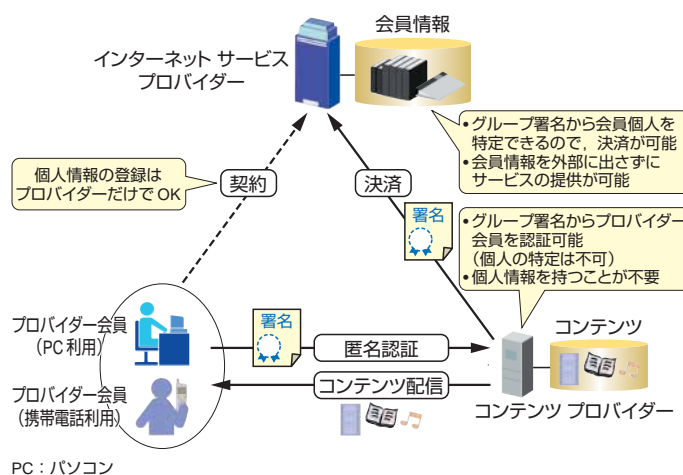 会員情報
インターネット サービス
プロバイダー
•グループ署名から会員個人を
特定できるので，決済が可能
•会員情報を外部に出さずに
サービスの提供が可能
個人情報の登録は
プロバイダーだけで OK
契約
決済
署名
•グループ署名からプロバイダー
会員を認証可能
（個人の特定は不可）
•個人情報を持つことが不要
プロバイダー会員
（PC 利用）
署名
匿名認証
コンテンツ
プロバイダー会員
（携帯電話利用）
コンテンツ配信
コンテンツ プロバイダー
PC：パソコン